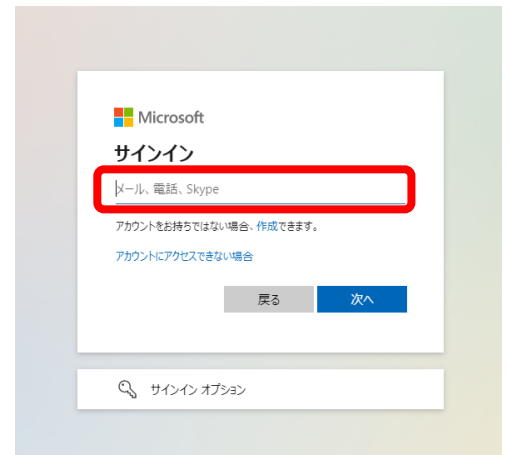 Microsoft
サインイン
メール、電話、Skype
アカウントをお持ちではない場合、作成できます。
アカウントにアクセスできない場合
戻る
次へ
サインイン オプション